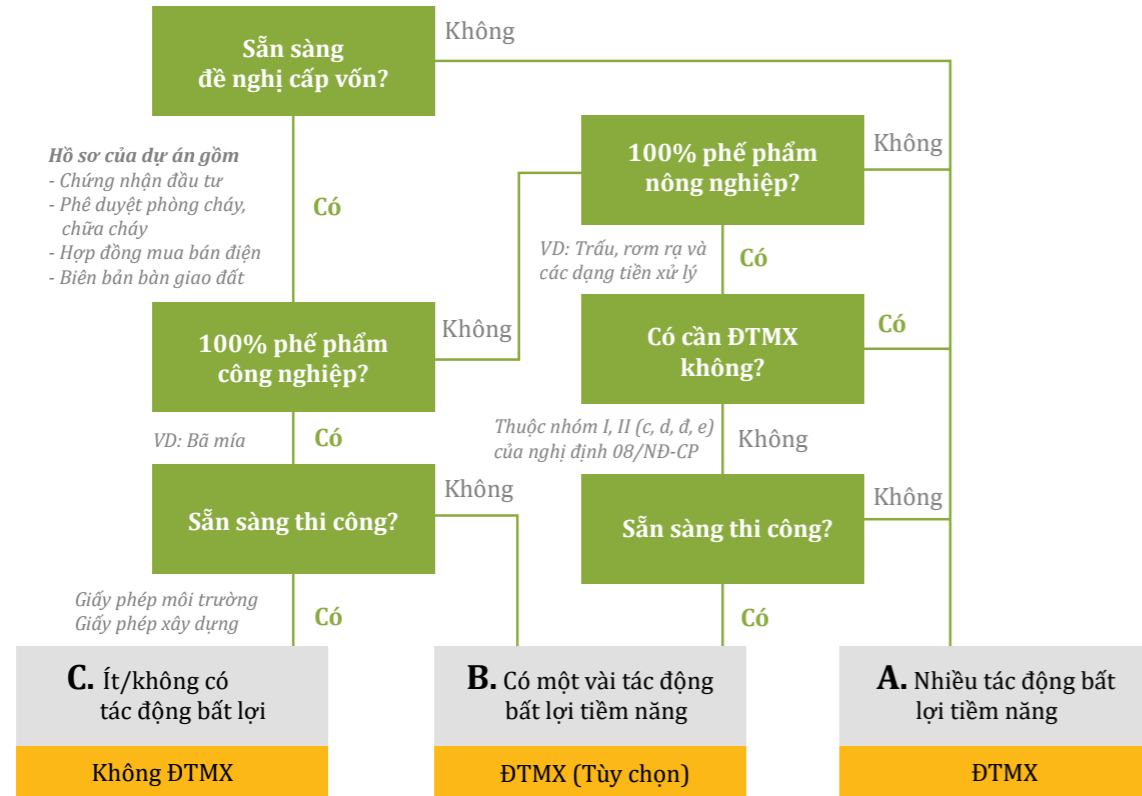 Sẵn sàng
đề nghị cấp vốn?
Không
Hồ sơ của dự án gồm
- Chứng nhận đầu tư
- Phê duyệt phòng cháy,
chữa cháy
- Hợp đồng mua bán điện
- Biên bản bàn giao đất
Có
100% phế phẩm
nông nghiệp?
Không
VD: Trấu, rơm rạ và
các dạng tiền xử lý
Có
100% phế phẩm
công nghiệp?
Không
Có cần ĐTMX
không?
Có
VD: Bã mía
Có
Thuộc nhóm I, II (c, d, đ, e)
của nghị định 08/NĐ-CP
Không
Sẵn sàng thi công?
Không
Sẵn sàng thi công?
Không
Giấy phép môi trường
Giấy phép xây dựng
Có
Có
C. Ít/không có
tác động bất lợi
Không ĐTMX
B. Có một vài tác động
bất lợi tiềm năng
ĐTMX (Tùy chọn)
A. Nhiều tác động bất
lợi tiềm năng
ĐTMX